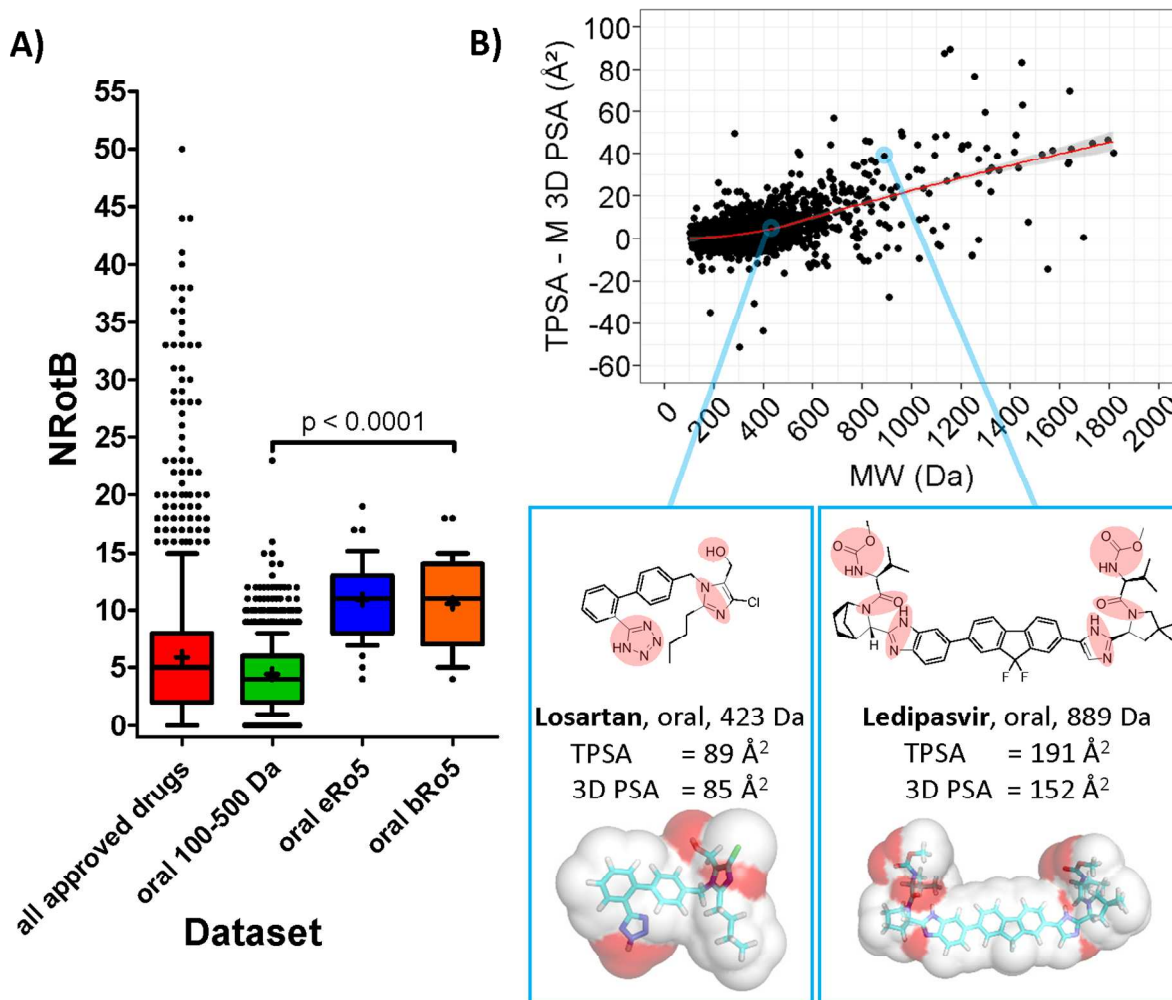 A)
NRotB
55
50
45
40
35
30
25
20
15
10
5
0
p < 0.0001
all approved drugs
oral 100-500 Da
oral eRo5
oral bRo5
Dataset
B)
TPSA - M 3D PSA (Å²)
100
80
60
40
20
0
-20
-40
-60
0
200
400
600
800
1000
1200
1400
1600
1800
2000
MW (Da)
HO
N
N
Cl
N
N
HN
N
Losartan, oral, 423 Da
TPSA = 89 Å²
3D PSA = 85 Å²
O
O
HN
O
N
H
N
H
N
F F
H
N
N
O
N
O
O
HN
Ledipasvir, oral, 889 Da
TPSA = 191 Å²
3D PSA = 152 Å²